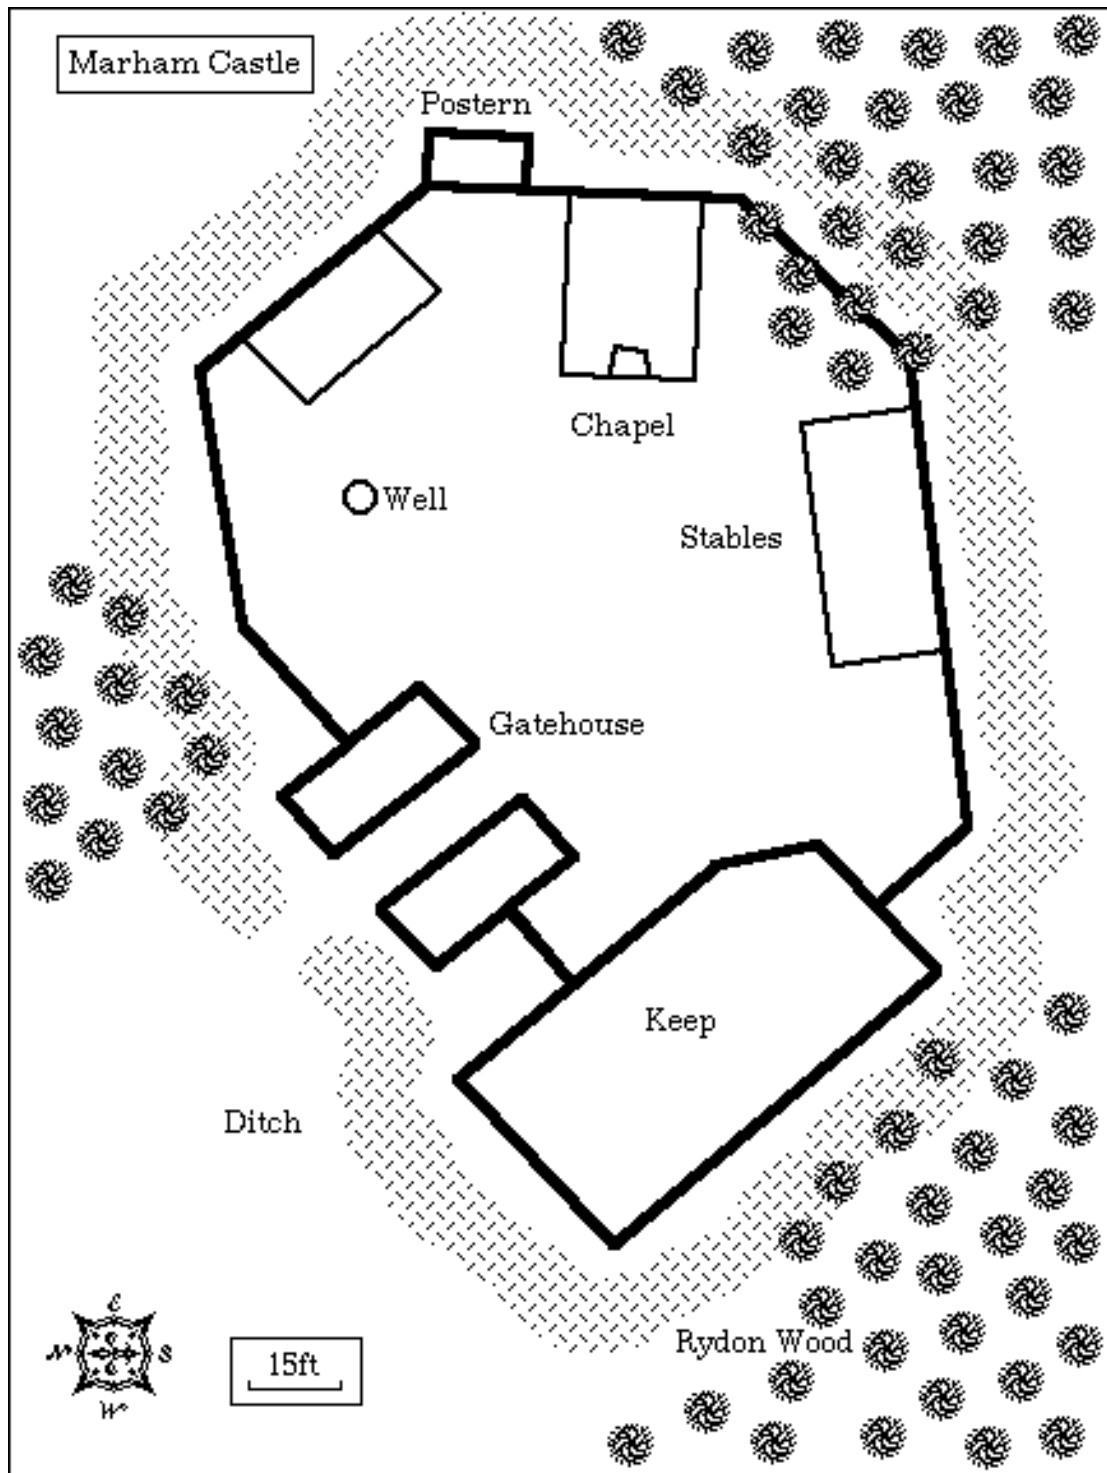 Marham Castle
Postern
Chapel
Well
Stables
Gatehouse
Keep
Ditch
E
N
S
W
15ft
Rydon Wood